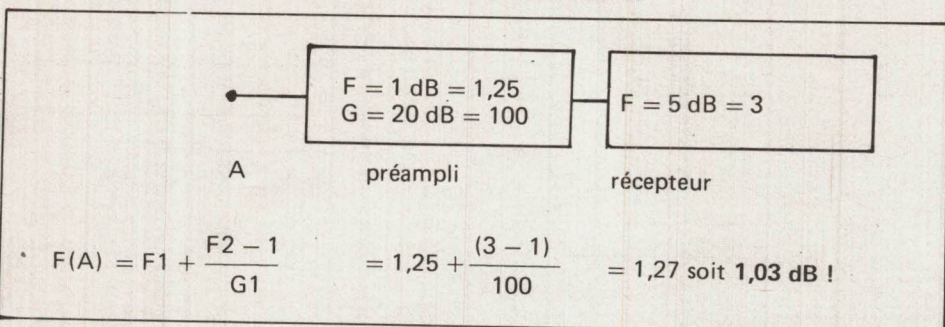 F = 1 dB = 1,25
G = 20 dB = 100
F = 5 dB = 3
A
préampli
récepteur
F(A) = F1 + (F2 − 1)/G1 = 1,25 + (3 − 1)/100 = 1,27 soit 1,03 dB !